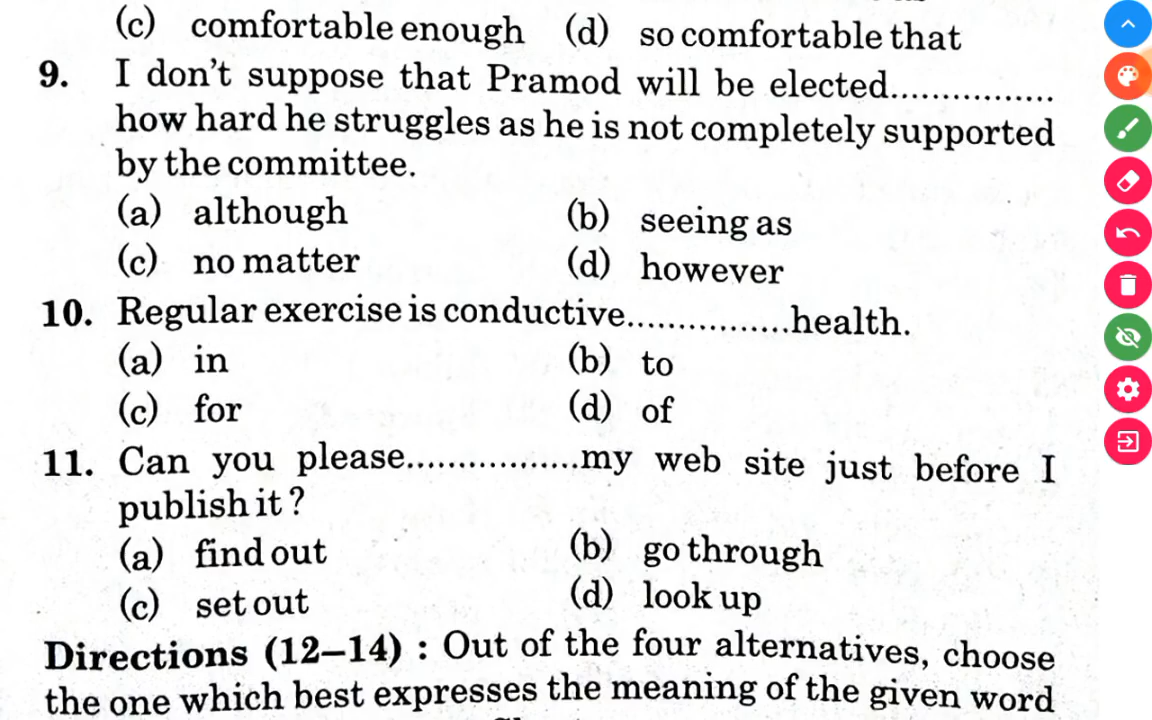 (c) comfortable enough (d) so comfortable that
9. I don't suppose that Pramod will be elected................
how hard he struggles as he is not completely supported
by the committee.
(a) although (b) seeing as
(c) no matter (d) however
10. Regular exercise is conductive................health.
(a) in (b) to
(c) for (d) of
11. Can you please.................my web site just before I
publish it ?
(a) find out (b) go through
(c) set out (d) look up
Directions (12–14) : Out of the four alternatives, choose
the one which best expresses the meaning of the given word